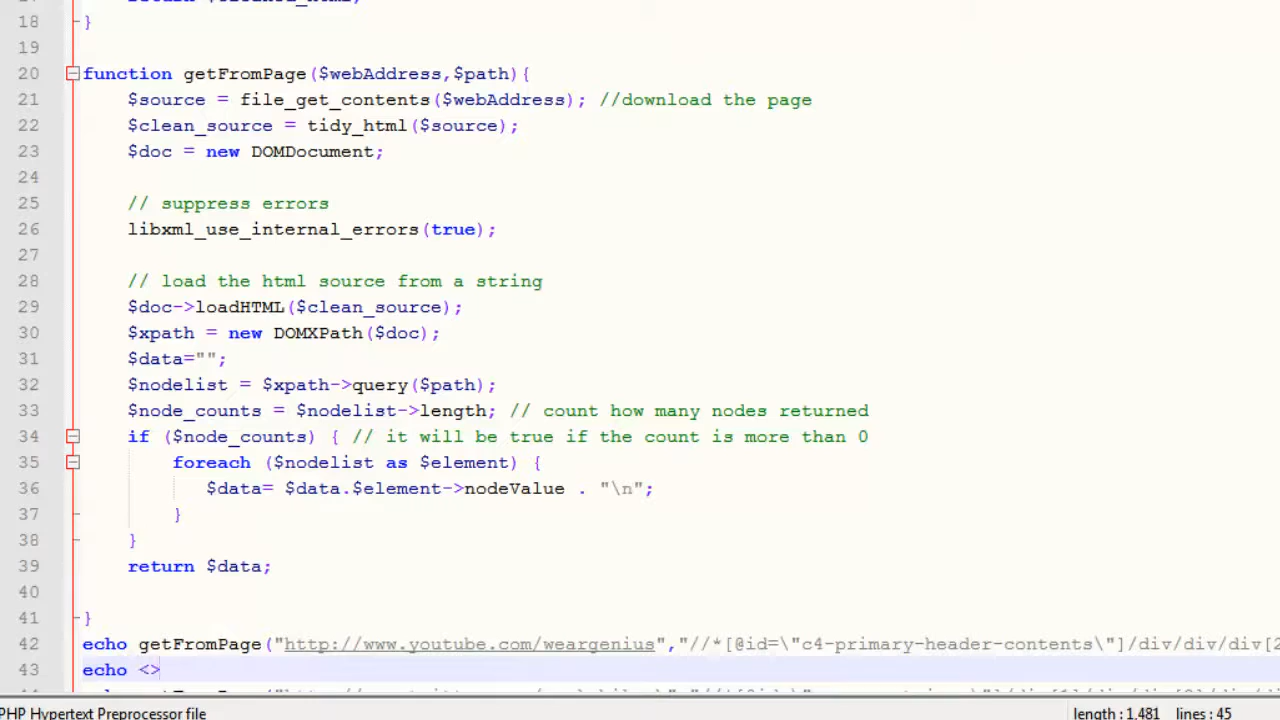 18 }
19
20 function getFromPage($webAddress,$path){
21 $source = file_get_contents($webAddress); //download the page
22 $clean_source = tidy_html($source);
23 $doc = new DOMDocument;
24
25 // suppress errors
26 libxml_use_internal_errors(true);
27
28 // load the html source from a string
29 $doc->loadHTML($clean_source);
30 $xpath = new DOMXPath($doc);
31 $data="";
32 $nodelist = $xpath->query($path);
33 $node_counts = $nodelist->length; // count how many nodes returned
34 if ($node_counts) { // it will be true if the count is more than 0
35 foreach ($nodelist as $element) {
36 $data= $data.$element->nodeValue . "\n";
37 }
38 }
39 return $data;
40
41 }
42 echo getFromPage("http://www.youtube.com/weargenius","//*[@id=\"c4-primary-header-contents\"]/div/div/div[2
43 echo <>
PHP Hypertext Preprocessor file length : 1,481 lines : 45